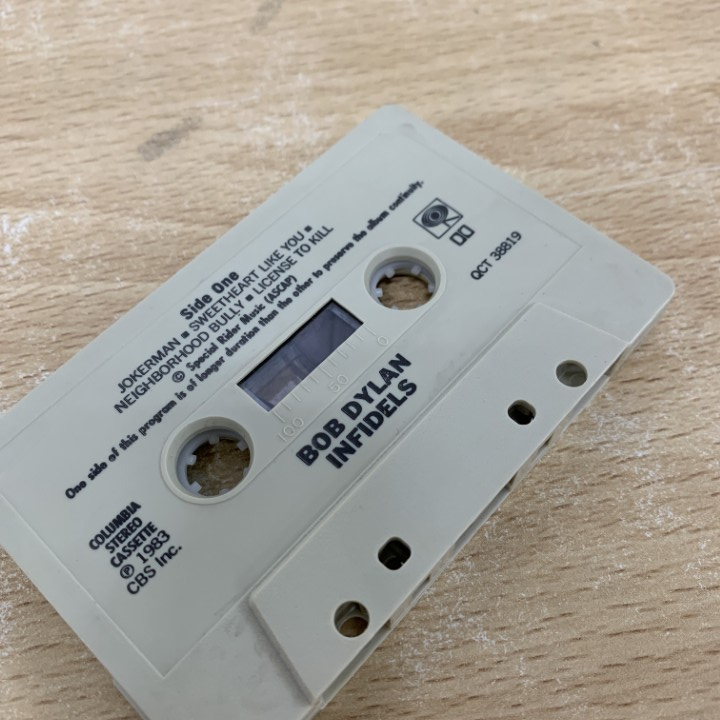 Side One
JOKERMAN ■ SWEETHEART LIKE YOU ■
NEIGHBORHOOD BULLY ■ LICENSE TO KILL
© Special Rider Music (ASCAP)
One side of this program is of longer duration than the other to preserve the album continuity.
QCT 38819
100 50 0
COLUMBIA
STEREO
CASSETTE
℗ 1983
CBS Inc.
BOB DYLAN
INFIDELS